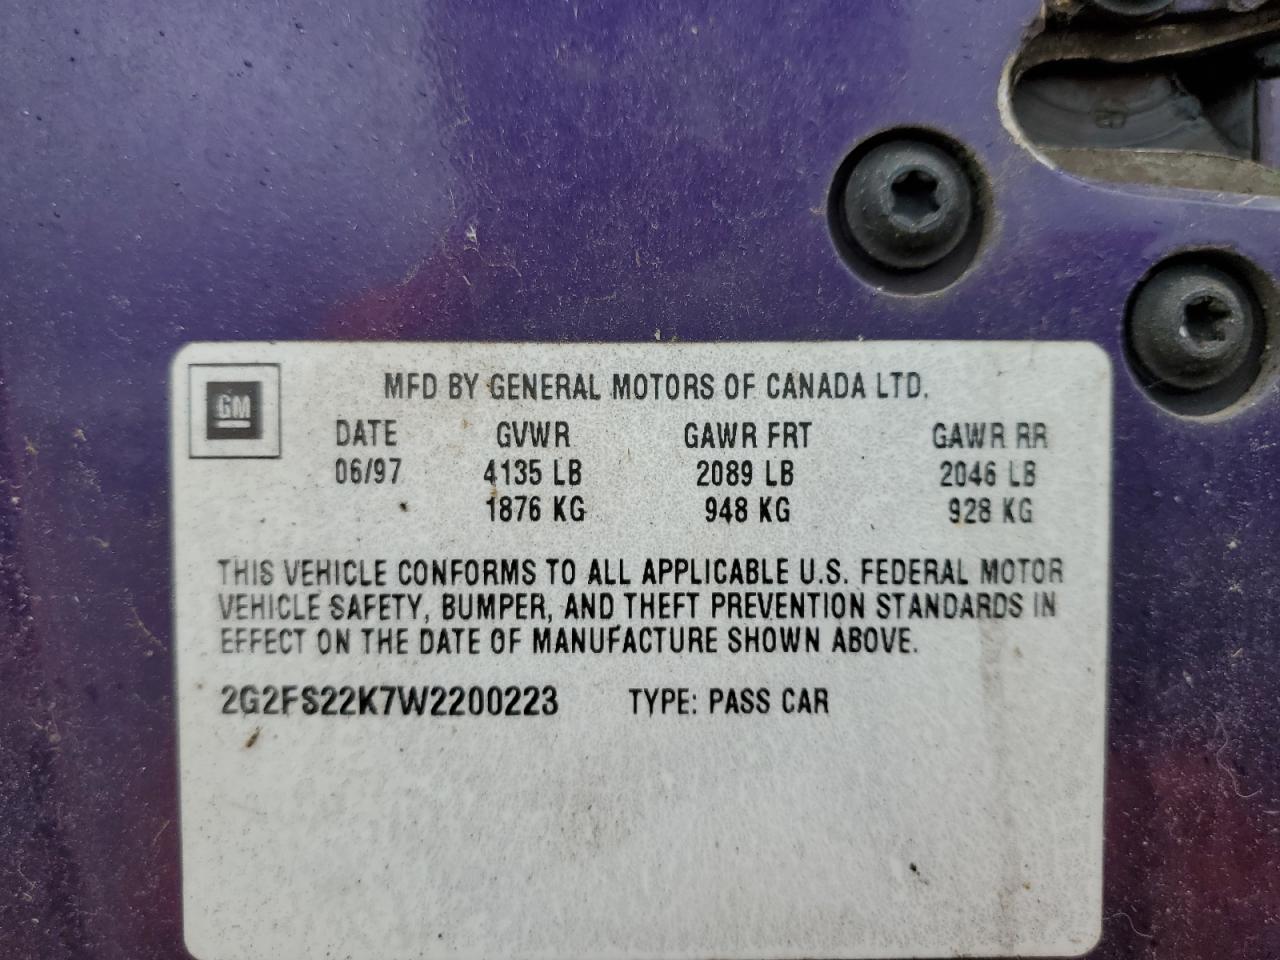 GM
MFD BY GENERAL MOTORS OF CANADA LTD.
DATE GVWR GAWR FRT GAWR RR
06/97 4135 LB 2089 LB 2046 LB
1876 KG 948 KG 928 KG
THIS VEHICLE CONFORMS TO ALL APPLICABLE U.S. FEDERAL MOTOR
VEHICLE SAFETY, BUMPER, AND THEFT PREVENTION STANDARDS IN
EFFECT ON THE DATE OF MANUFACTURE SHOWN ABOVE.
2G2FS22K7W2200223 TYPE: PASS CAR